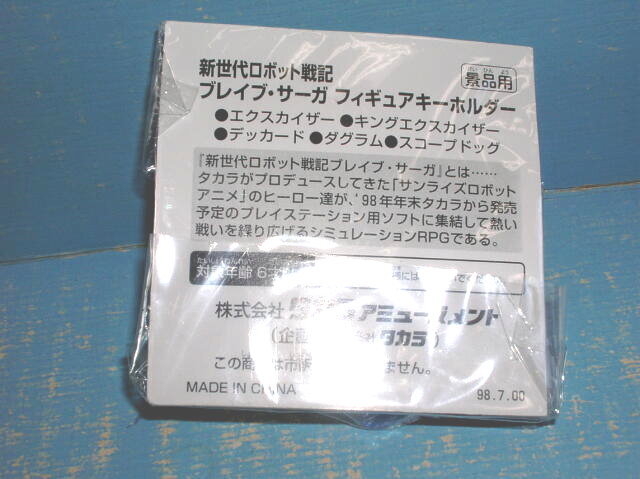 新世代ロボット戦記
景品用
ブレイブ・サーガ フィギュアキーホルダー
●エクスカイザー ●キングエクスカイザー
●デッカード ●ダグラム●スコープドッグ
『新世代ロボット戦記ブレイブ・サーガ』とは……
タカラがプロデュースしてきた「サンライズロボット
アニメ」のヒーロー達が、'98年年末タカラから発売
予定のプレイステーション用ソフトに集結して熱い
戦いを繰り広げるシミュレーションRPGである。
対象年齢 6才
株式会社 アミューズメント
(企画 タカラ)
この商 は市 ません。
MADE IN CHINA
98.7.00